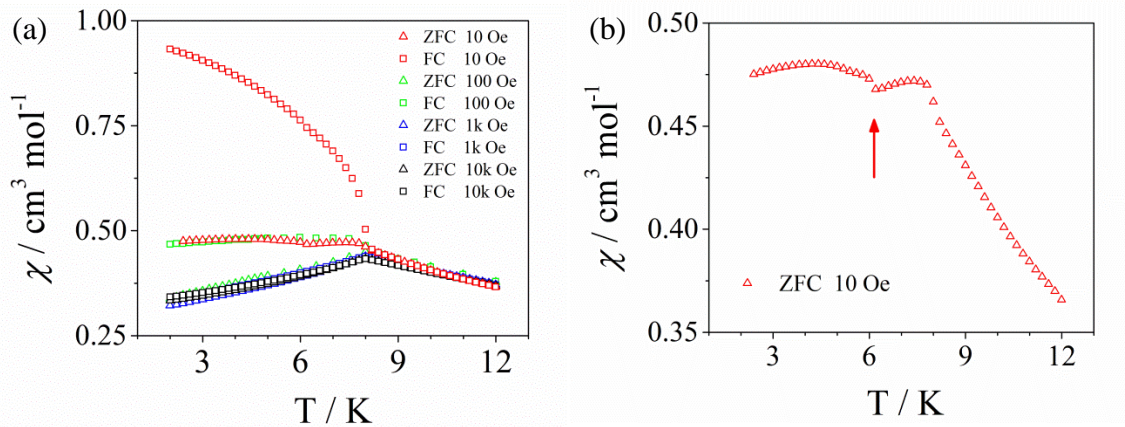 (a)
χ / cm³ mol⁻¹
1.00
0.75
0.50
0.25
ZFC 10 Oe
FC 10 Oe
ZFC 100 Oe
FC 100 Oe
ZFC 1k Oe
FC 1k Oe
ZFC 10k Oe
FC 10k Oe
3 6 9 12
T / K
(b)
χ / cm³ mol⁻¹
0.50
0.45
0.40
0.35
ZFC 10 Oe
3 6 9 12
T / K